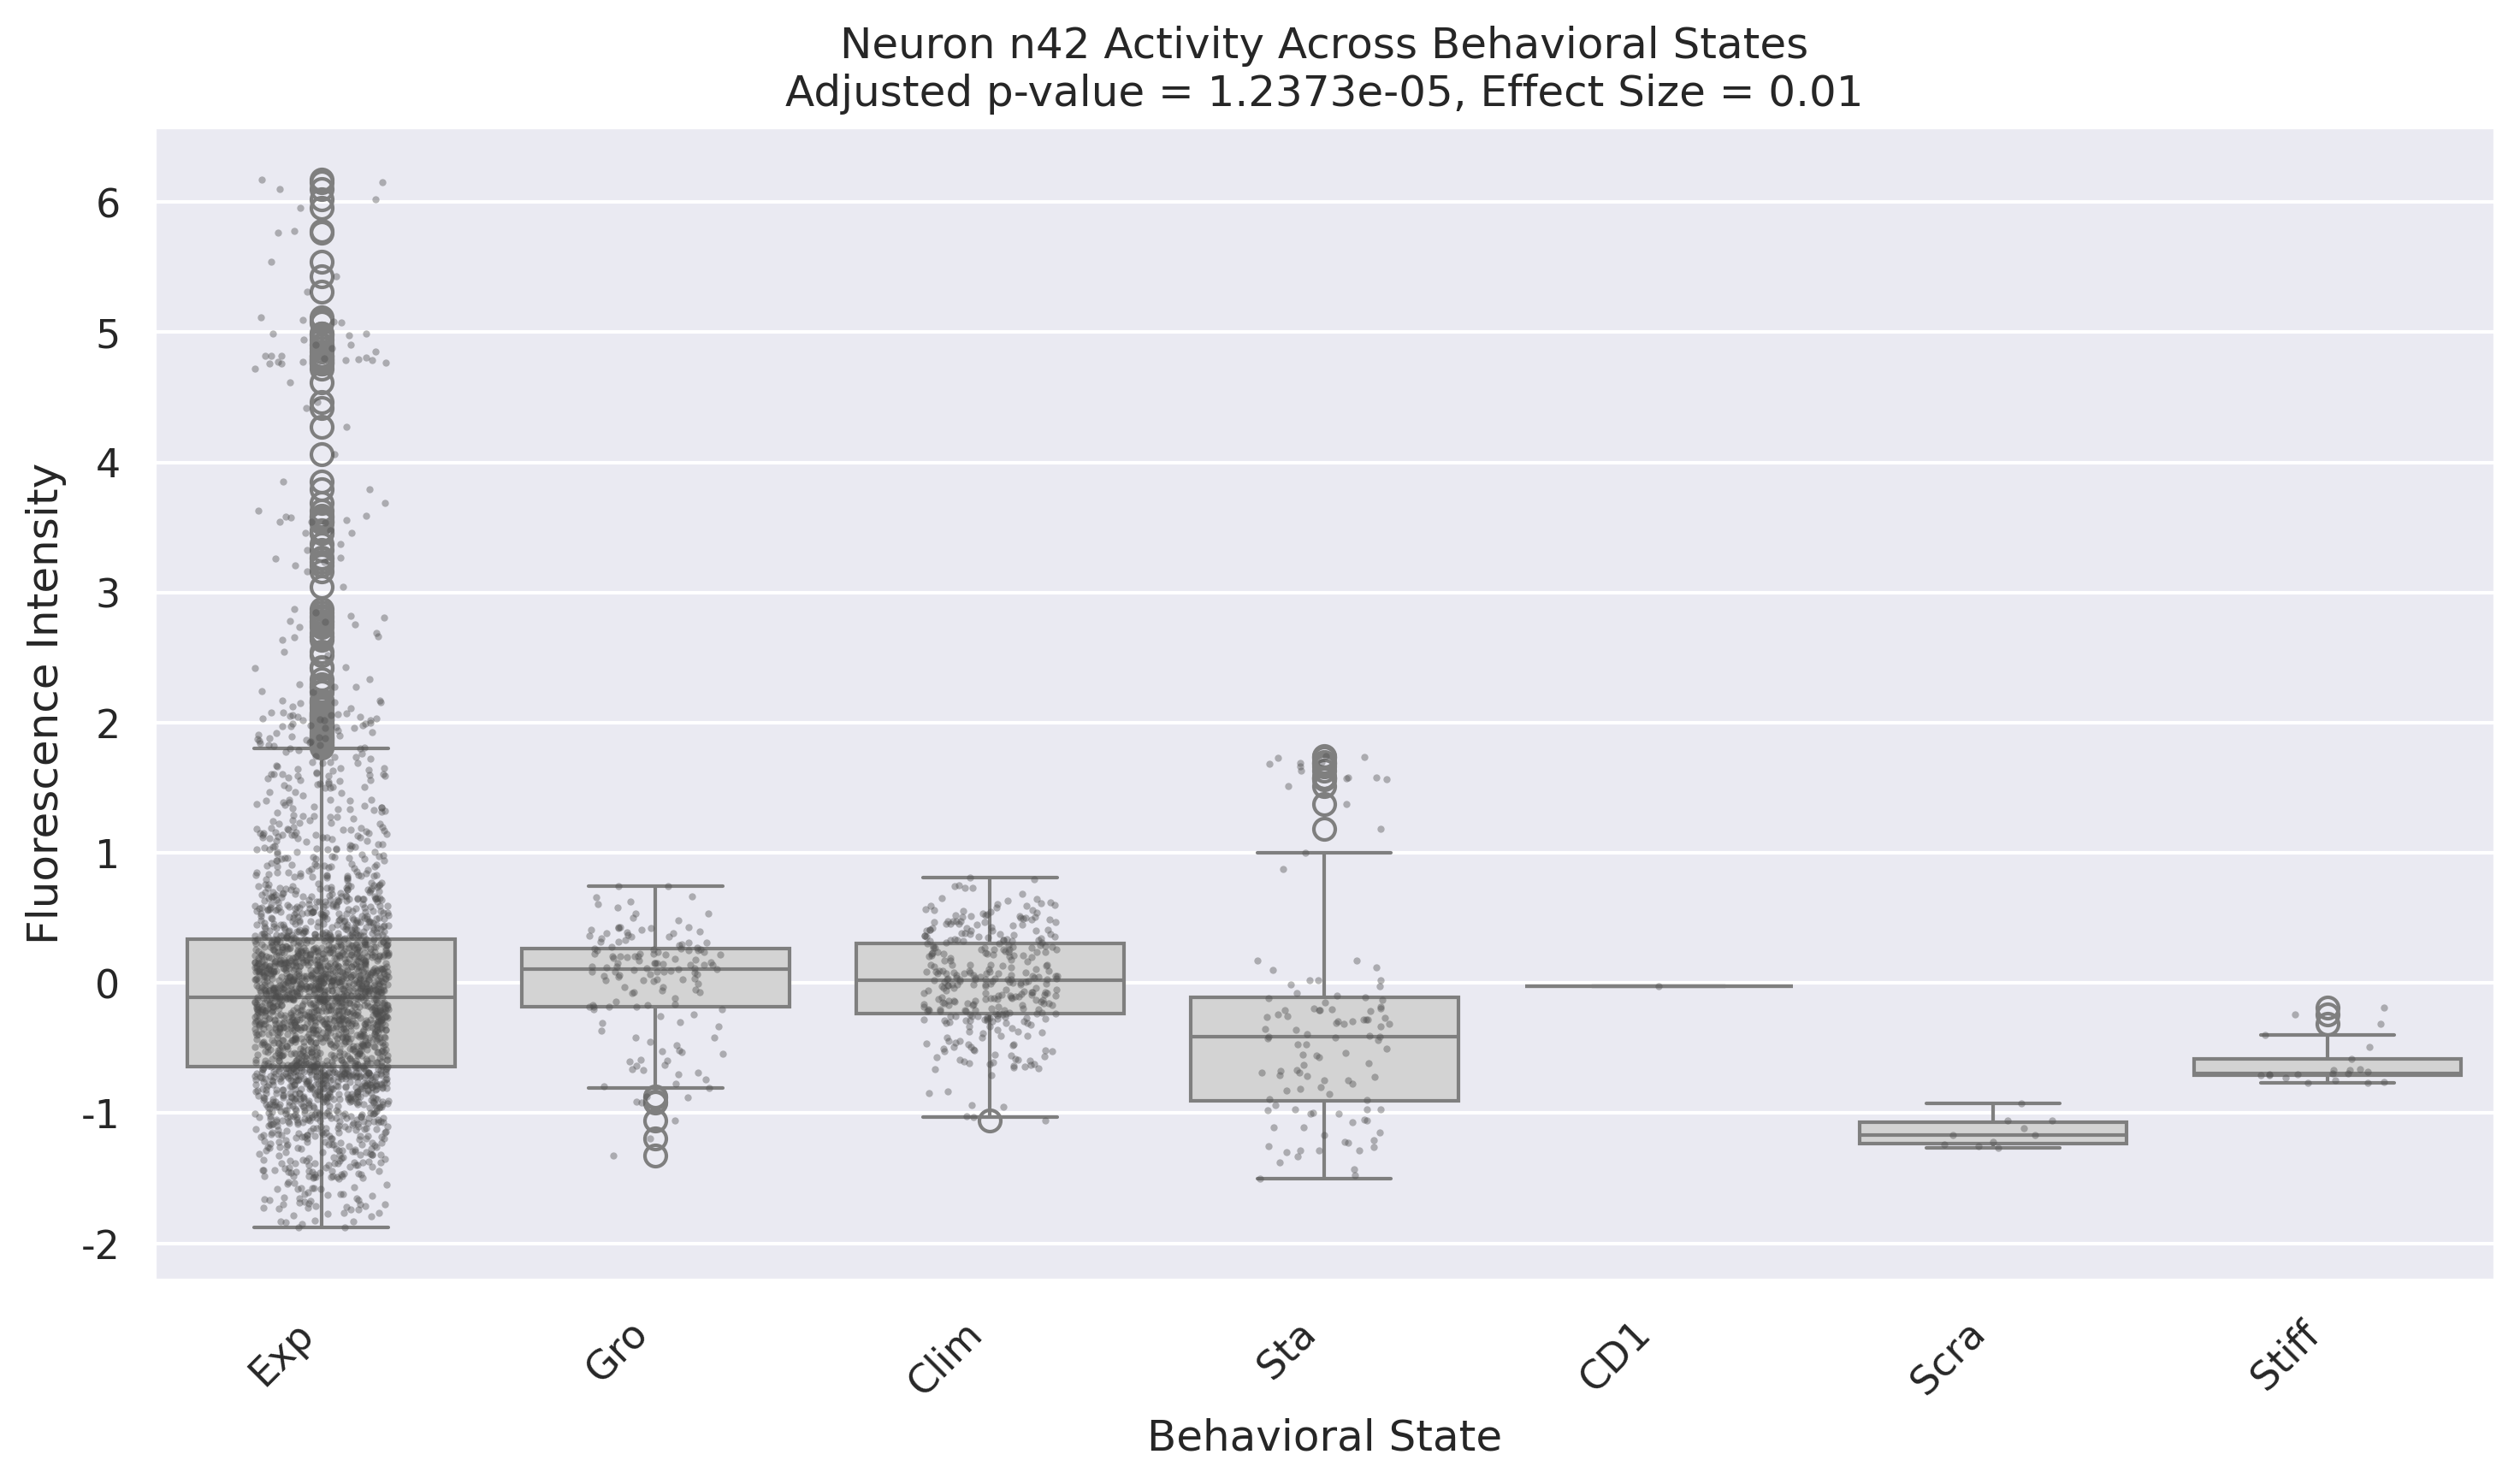 Neuron n42 Activity Across Behavioral States
Adjusted p-value = 1.2373e-05, Effect Size = 0.01
Fluorescence Intensity
6
5
4
3
2
1
0
-1
-2
Exp
Gro
Clim
Sta
CD1
Scra
Stiff
Behavioral State